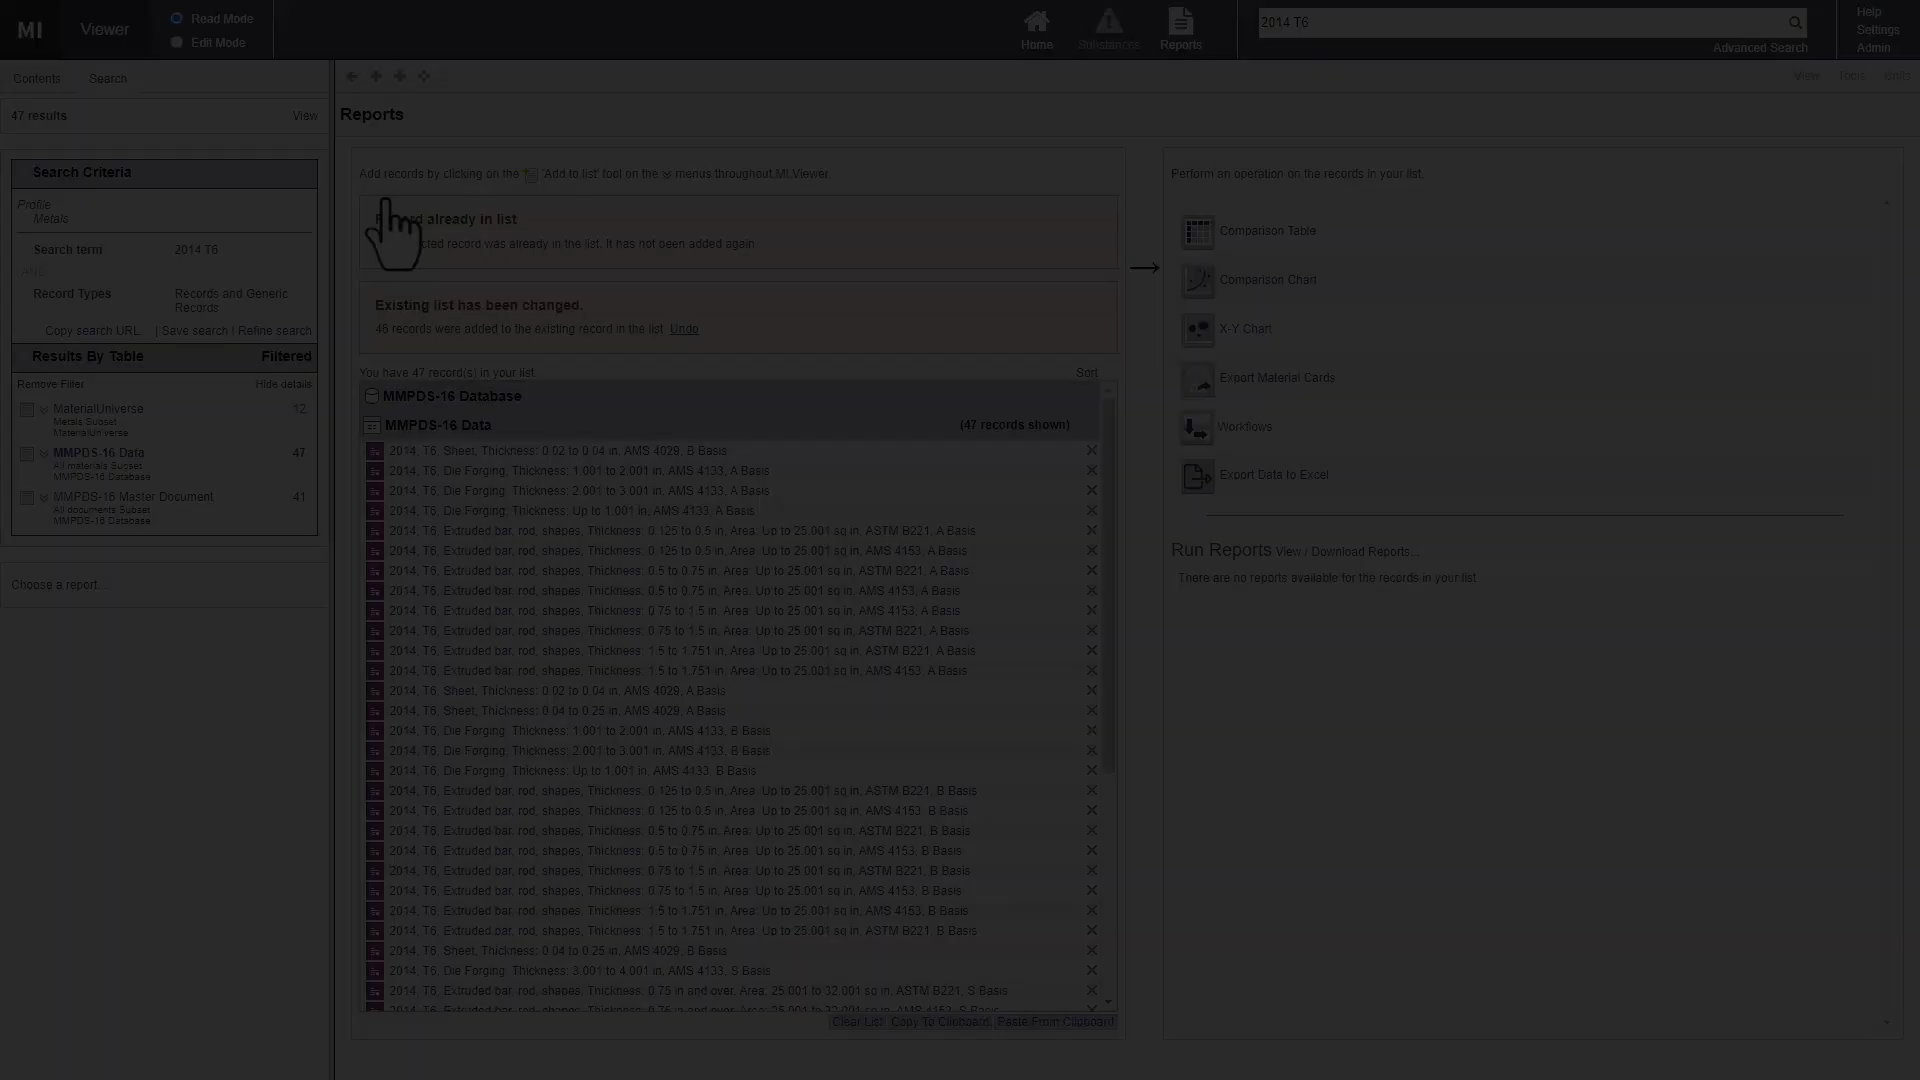 MI
Viewer
Read Mode
Edit Mode
Home
Substances
Reports
2014 T6
Advanced Search
Help
Settings
Admin
Contents
Search
View
Tools
Units
47 results
View
Reports
Search Criteria
Profile
Metals
Search term 2014 T6
AND
Record Types Records and Generic
Records
Copy search URL | Save search | Refine search
Results By Table Filtered
Remove Filter Hide details
MaterialUniverse 12
Metals Subset
MaterialUniverse
MMPDS-16 Data 47
All materials Subset
MMPDS-16 Database
MMPDS-16 Master Document 41
All documents Subset
MMPDS-16 Database
Choose a report...
Add records by clicking on the 'Add to list' tool on the menus throughout MI:Viewer
already in list
record was already in the list. It has not been added again
Existing list has been changed.
46 records were added to the existing record in the list. Undo
You have 47 record(s) in your list. Sort
MMPDS-16 Database
MMPDS-16 Data (47 records shown)
2014, T6, Sheet, Thickness: 0.02 to 0.04 in, AMS 4029, B Basis
2014, T6, Die Forging, Thickness: 1.001 to 2.001 in, AMS 4133, A Basis
2014, T6, Die Forging, Thickness: 2.001 to 3.001 in, AMS 4133, A Basis
2014, T6, Die Forging, Thickness: Up to 1.001 in, AMS 4133, A Basis
2014, T6, Extruded bar, rod, shapes, Thickness: 0.125 to 0.5 in, Area: Up to 25.001 sq in, ASTM B221, A Basis
2014, T6, Extruded bar, rod, shapes, Thickness: 0.125 to 0.5 in, Area: Up to 25.001 sq in, AMS 4153, A Basis
2014, T6, Extruded bar, rod, shapes, Thickness: 0.5 to 0.75 in, Area: Up to 25.001 sq in, ASTM B221, A Basis
2014, T6, Extruded bar, rod, shapes, Thickness: 0.5 to 0.75 in, Area: Up to 25.001 sq in, AMS 4153, A Basis
2014, T6, Extruded bar, rod, shapes, Thickness: 0.75 to 1.5 in, Area: Up to 25.001 sq in, AMS 4153, A Basis
2014, T6, Extruded bar, rod, shapes, Thickness: 0.75 to 1.5 in, Area: Up to 25.001 sq in, ASTM B221, A Basis
2014, T6, Extruded bar, rod, shapes, Thickness: 1.5 to 1.751 in, Area: Up to 25.001 sq in, ASTM B221, A Basis
2014, T6, Extruded bar, rod, shapes, Thickness: 1.5 to 1.751 in, Area: Up to 25.001 sq in, AMS 4153, A Basis
2014, T6, Sheet, Thickness: 0.02 to 0.04 in, AMS 4029, A Basis
2014, T6, Sheet, Thickness: 0.04 to 0.25 in, AMS 4029, A Basis
2014, T6, Die Forging, Thickness: 1.001 to 2.001 in, AMS 4133, B Basis
2014, T6, Die Forging, Thickness: 2.001 to 3.001 in, AMS 4133, B Basis
2014, T6, Die Forging, Thickness: Up to 1.001 in, AMS 4133, B Basis
2014, T6, Extruded bar, rod, shapes, Thickness: 0.125 to 0.5 in, Area: Up to 25.001 sq in, ASTM B221, B Basis
2014, T6, Extruded bar, rod, shapes, Thickness: 0.125 to 0.5 in, Area: Up to 25.001 sq in, AMS 4153, B Basis
2014, T6, Extruded bar, rod, shapes, Thickness: 0.5 to 0.75 in, Area: Up to 25.001 sq in, ASTM B221, B Basis
2014, T6, Extruded bar, rod, shapes, Thickness: 0.5 to 0.75 in, Area: Up to 25.001 sq in, AMS 4153, B Basis
2014, T6, Extruded bar, rod, shapes, Thickness: 0.75 to 1.5 in, Area: Up to 25.001 sq in, ASTM B221, B Basis
2014, T6, Extruded bar, rod, shapes, Thickness: 0.75 to 1.5 in, Area: Up to 25.001 sq in, AMS 4153, B Basis
2014, T6, Extruded bar, rod, shapes, Thickness: 1.5 to 1.751 in, Area: Up to 25.001 sq in, AMS 4153, B Basis
2014, T6, Extruded bar, rod, shapes, Thickness: 1.5 to 1.751 in, Area: Up to 25.001 sq in, ASTM B221, B Basis
2014, T6, Sheet, Thickness: 0.04 to 0.25 in, AMS 4029, B Basis
2014, T6, Die Forging, Thickness: 3.001 to 4.001 in, AMS 4133, S Basis
2014, T6, Extruded bar, rod, shapes, Thickness: 0.75 in and over, Area: 25.001 to 32.001 sq in, ASTM B221, S Basis
2014, T6, Extruded bar, rod, shapes, Thickness: 0.75 in and over, Area: 25.001 to 32.001 sq in, AMS 4153, S Basis
Clear List Copy To Clipboard Paste From Clipboard
Perform an operation on the records in your list.
Comparison Table
Comparison Chart
X-Y Chart
Export Material Cards
Workflows
Export Data to Excel
Run Reports View / Download Reports...
There are no reports available for the records in your list.